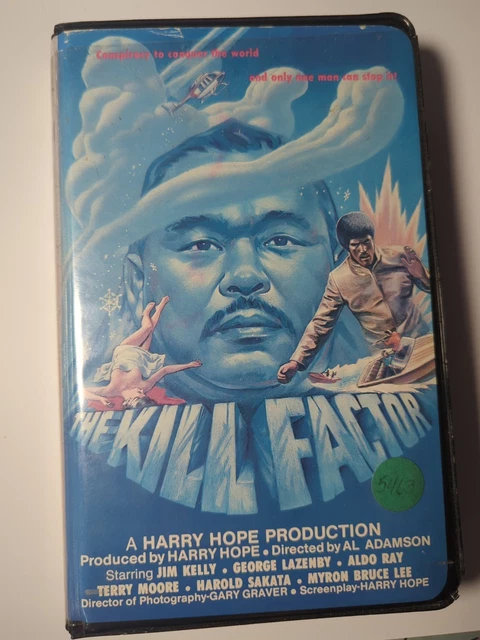 Conspiracy to conquer the world
and only one man can stop it
THE KILL FACTOR
5463
A HARRY HOPE PRODUCTION
Produced by HARRY HOPE • Directed by AL ADAMSON
Starring JIM KELLY • GEORGE LAZENBY • ALDO RAY
TERRY MOORE • HAROLD SAKATA • MYRON BRUCE LEE
Director of Photography-GARY GRAVER • Screenplay-HARRY HOPE